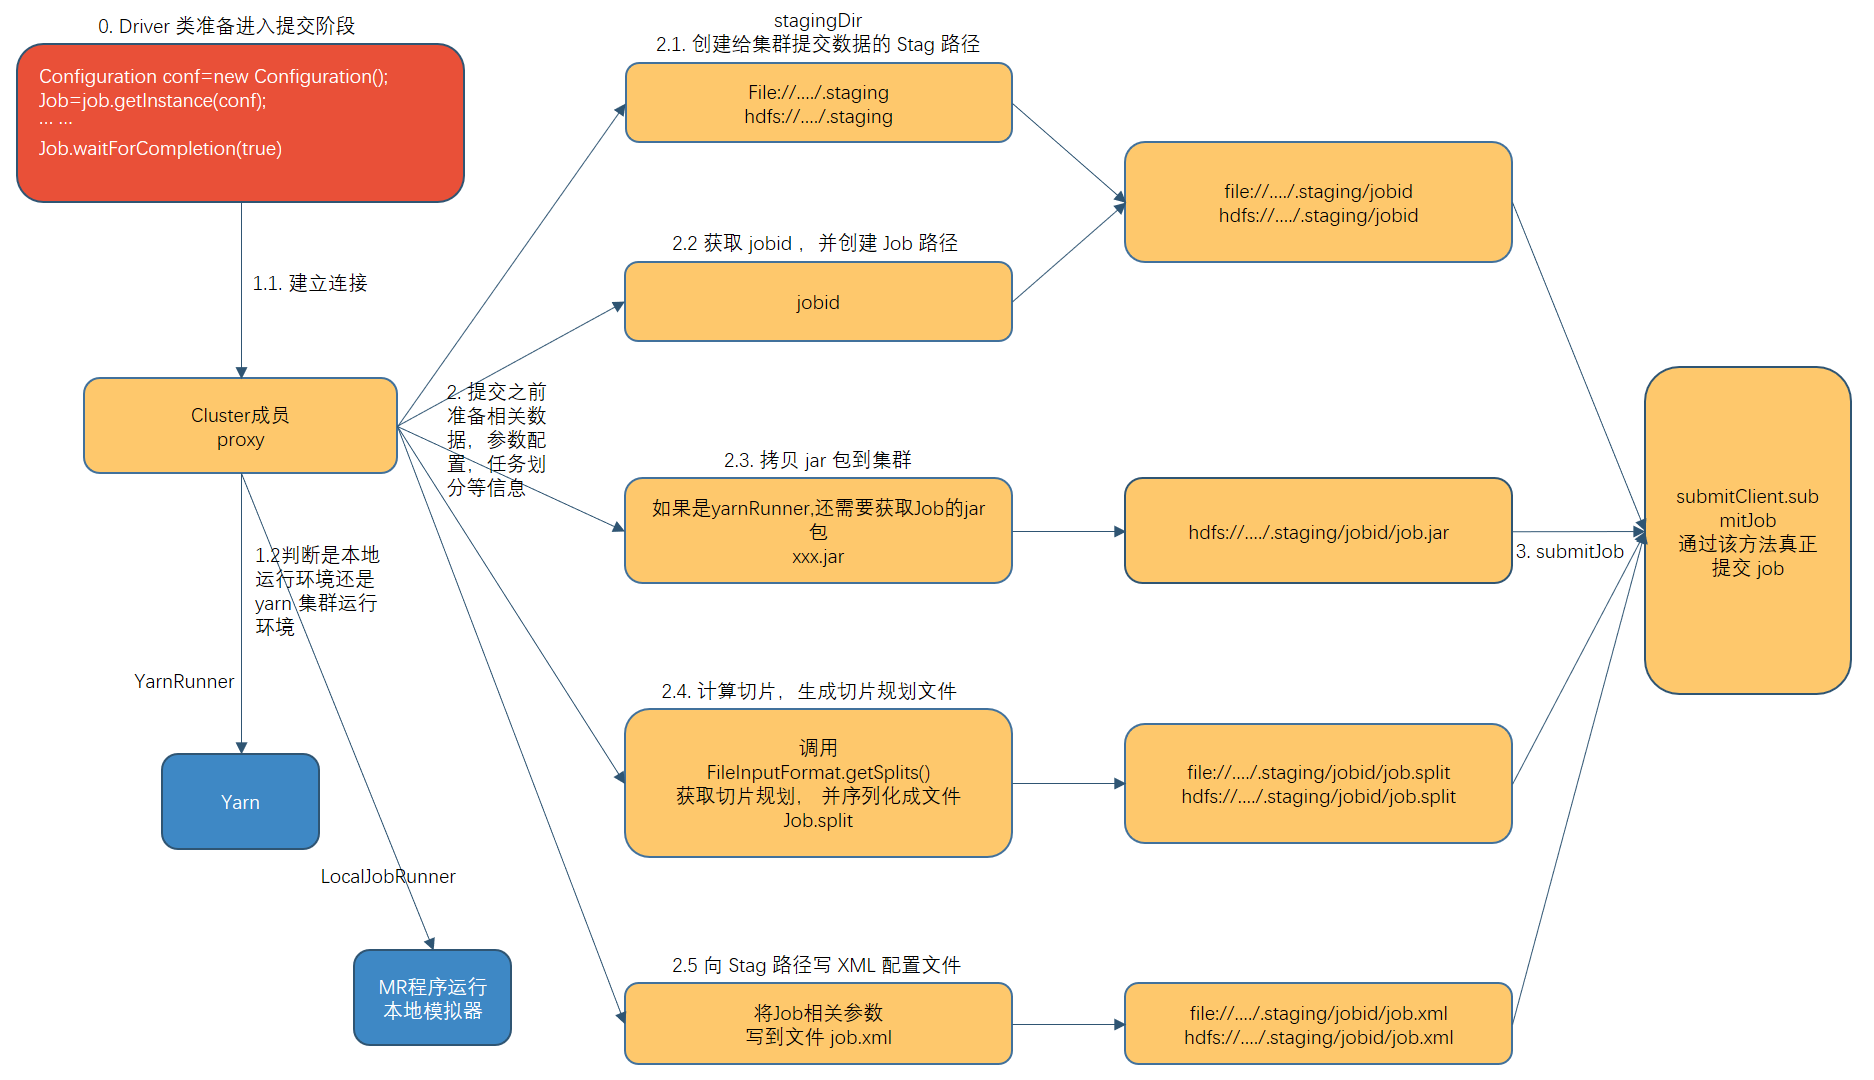 0. Driver 类准备进入提交阶段
Configuration conf=new Configuration();
Job=job.getInstance(conf);
... ...
Job.waitForCompletion(true)
1.1. 建立连接
Cluster成员
proxy
1.2判断是本地
运行环境还是
yarn 集群运行
环境
YarnRunner
Yarn
LocalJobRunner
MR程序运行
本地模拟器
2. 提交之前
准备相关数
据，参数配
置，任务划
分等信息
stagingDir
2.1. 创建给集群提交数据的 Stag 路径
File://..../.staging
hdfs://..../.staging
2.2 获取 jobid ，并创建 Job 路径
jobid
file://..../.staging/jobid
hdfs://..../.staging/jobid
2.3. 拷贝 jar 包到集群
如果是yarnRunner,还需要获取Job的jar
包
xxx.jar
hdfs://..../.staging/jobid/job.jar
2.4. 计算切片，生成切片规划文件
调用
FileInputFormat.getSplits()
获取切片规划， 并序列化成文件
Job.split
file://..../.staging/jobid/job.split
hdfs://..../.staging/jobid/job.split
2.5 向 Stag 路径写 XML 配置文件
将Job相关参数
写到文件 job.xml
file://..../.staging/jobid/job.xml
hdfs://..../.staging/jobid/job.xml
3. submitJob
submitClient.sub
mitJob
通过该方法真正
提交 job